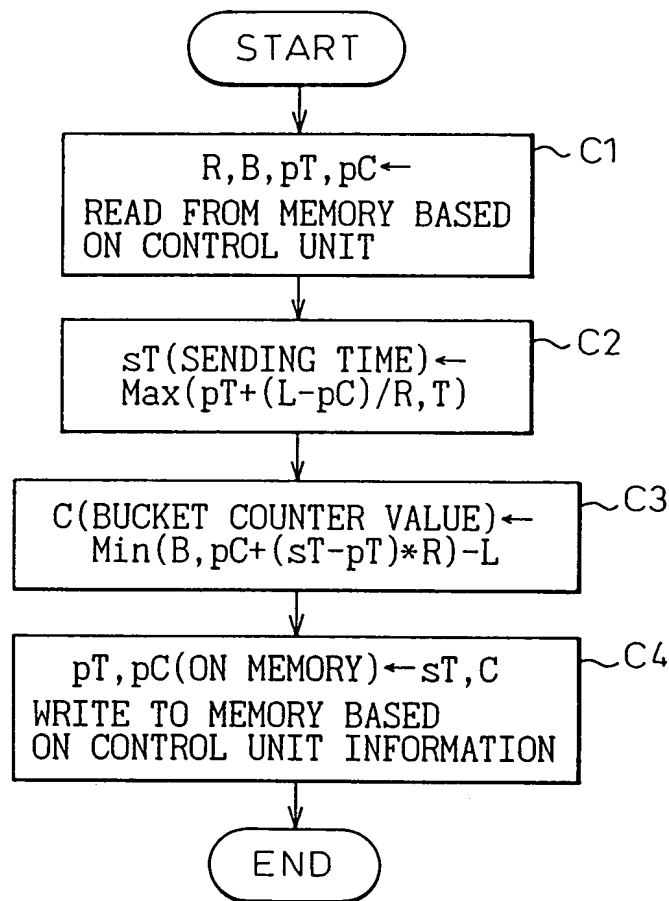 START
C1
R,B,pT,pC←
READ FROM MEMORY BASED
ON CONTROL UNIT
C2
sT(SENDING TIME)←
Max(pT+(L-pC)/R,T)
C3
C(BUCKET COUNTER VALUE)←
Min(B,pC+(sT-pT)*R)-L
C4
pT,pC(ON MEMORY)←sT,C
WRITE TO MEMORY BASED
ON CONTROL UNIT INFORMATION
END